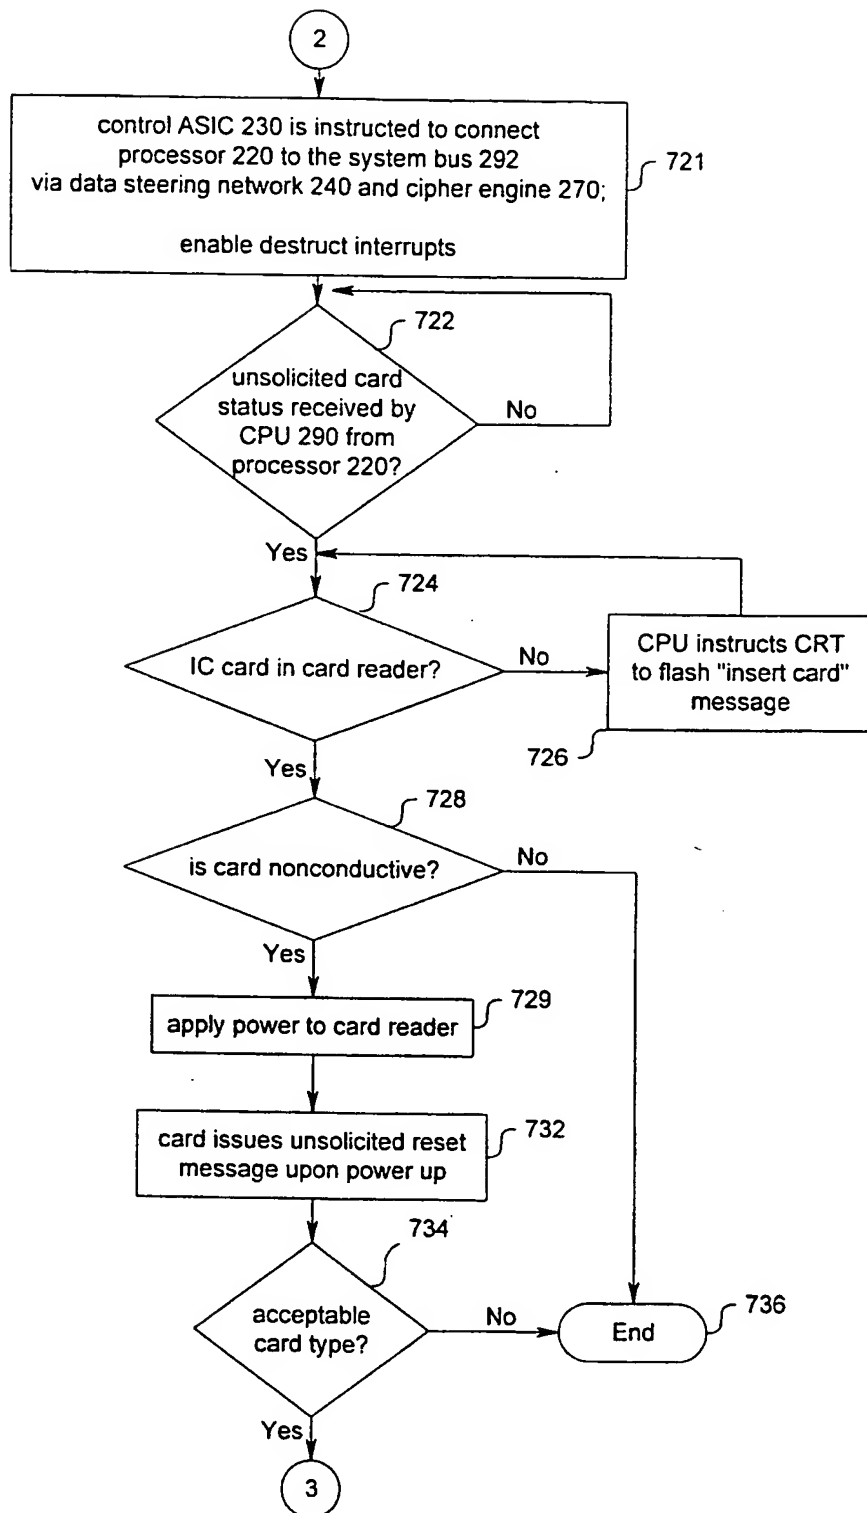 2
control ASIC 230 is instructed to connect
processor 220 to the system bus 292
via data steering network 240 and cipher engine 270;
enable destruct interrupts
721
722
unsolicited card
status received by
CPU 290 from
processor 220?
No
Yes
724
IC card in card reader?
No
CPU instructs CRT
to flash "insert card"
message
726
Yes
728
is card nonconductive?
No
Yes
729
apply power to card reader
732
card issues unsolicited reset
message upon power up
734
acceptable
card type?
No
End
736
Yes
3